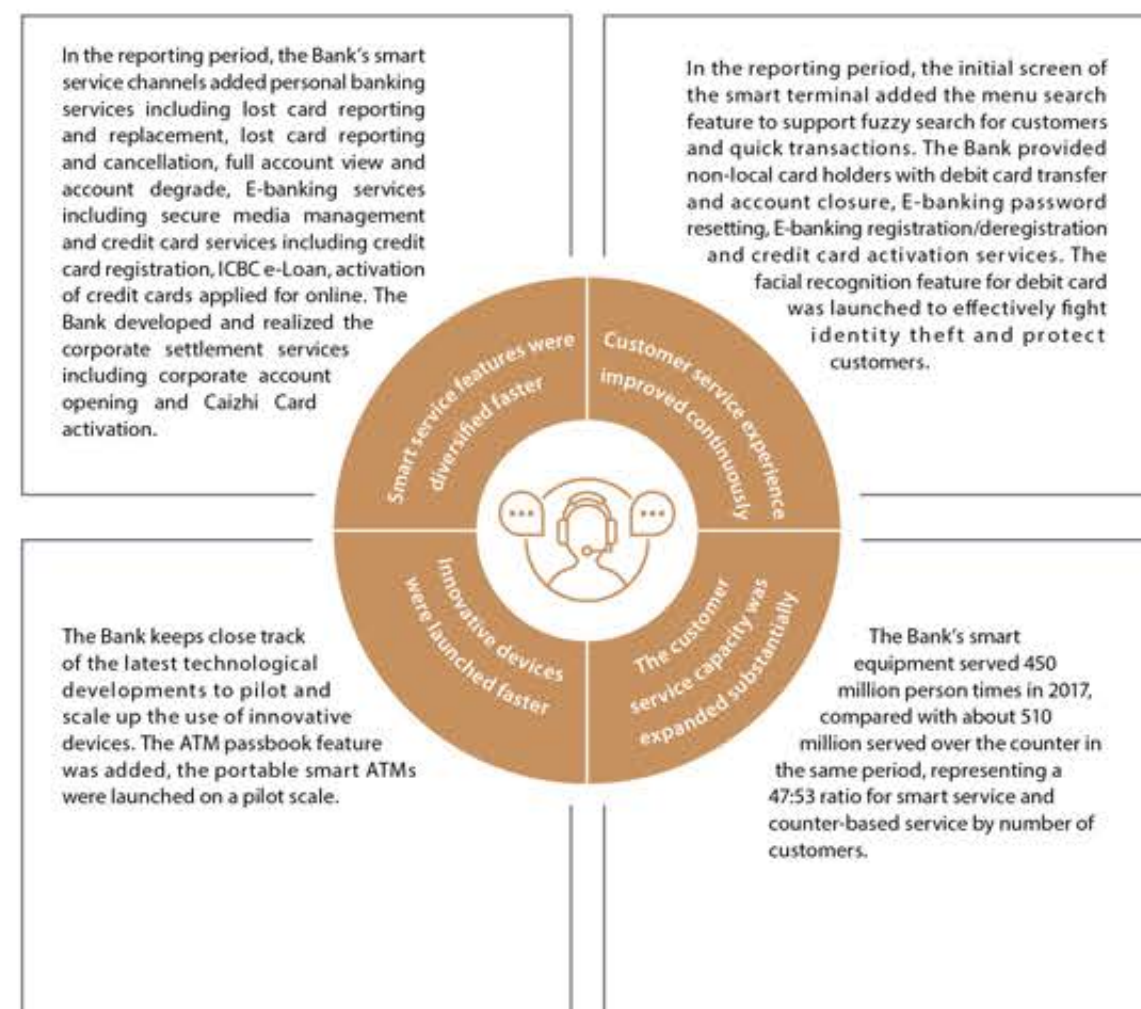 In the reporting period, the Bank's smart
service channels added personal banking
services including lost card reporting
and replacement, lost card reporting
and cancellation, full account view and
account degrade, E-banking services
including secure media management
and credit card services including credit
card registration, ICBC e-Loan, activation
of credit cards applied for online. The
Bank developed and realized the
corporate settlement services
including corporate account
opening and Caizhi Card
activation.
In the reporting period, the initial screen of
the smart terminal added the menu search
feature to support fuzzy search for customers
and quick transactions. The Bank provided
non-local card holders with debit card transfer
and account closure, E-banking password
resetting, E-banking registration/deregistration
and credit card activation services. The
facial recognition feature for debit card
was launched to effectively fight
identity theft and protect
customers.
Smart service features were
diversified faster
Customer service experience
improved continuously
Innovative devices
were launched faster
The customer
service capacity was
expanded substantially
The Bank keeps close track
of the latest technological
developments to pilot and
scale up the use of innovative
devices. The ATM passbook feature
was added, the portable smart ATMs
were launched on a pilot scale.
The Bank's smart
equipment served 450
million person times in 2017,
compared with about 510
million served over the counter in
the same period, representing a
47:53 ratio for smart service and
counter-based service by number of
customers.